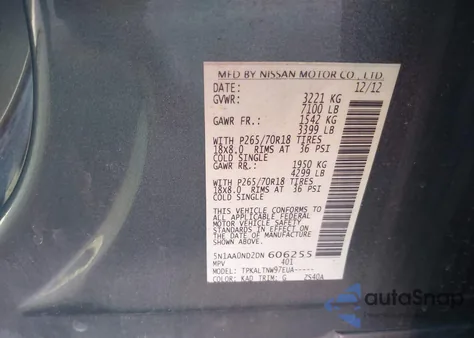 MFD BY NISSAN MOTOR CO., LTD.
DATE: 12/12
GVWR: 3221 KG
7100 LB
GAWR FR.: 1542 KG
3399 LB
WITH P265/70R18 TIRES
18x8.0 RIMS AT 36 PSI
COLD SINGLE
GAWR RR.: 1950 KG
4299 LB
WITH P265/70R18 TIRES
18x8.0 RIMS AT 36 PSI
COLD SINGLE
THIS VEHICLE CONFORMS TO
ALL APPLICABLE FEDERAL
MOTOR VEHICLE SAFETY STANDARDS
IN EFFECT ON THE
DATE OF MANUFACTURE
SHOWN ABOVE
5N1AA0NDZDN606255
MPV 401
MODEL: TPKALTNW97EUA-----
COLOR: KAD TRIM: G Z540A
autoSnap